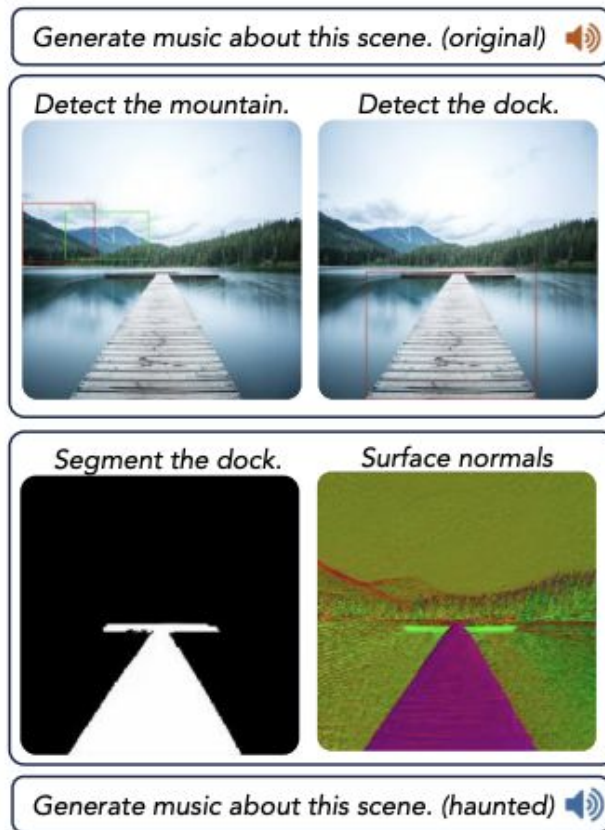 Generate music about this scene. (original)
Detect the mountain.
Detect the dock.
Segment the dock.
Surface normals
Generate music about this scene. (haunted)